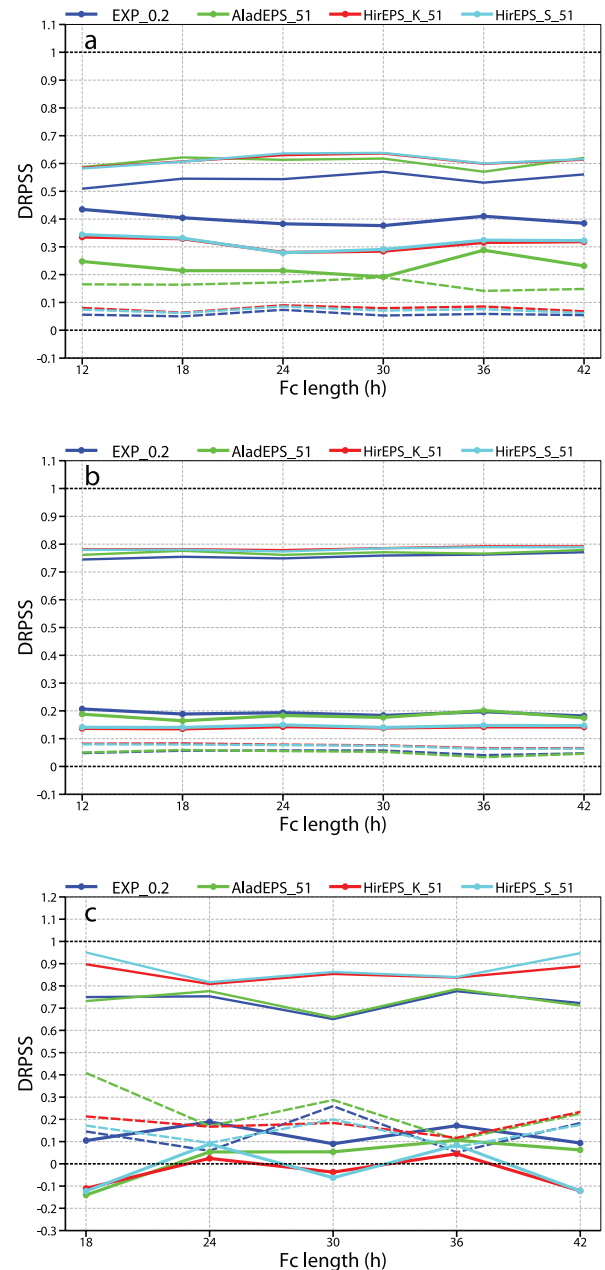 EXP_0.2 AladEPS_51 HirEPS_K_51 HirEPS_S_51
a
1.1
1
0.9
0.8
0.7
0.6
0.5
0.4
0.3
0.2
0.1
0
-0.1
DRPSS
12 18 24 30 36 42
Fc length (h)
EXP_0.2 AladEPS_51 HirEPS_K_51 HirEPS_S_51
b
1.1
1
0.9
0.8
0.7
0.6
0.5
0.4
0.3
0.2
0.1
0
-0.1
DRPSS
12 18 24 30 36 42
Fc length (h)
EXP_0.2 AladEPS_51 HirEPS_K_51 HirEPS_S_51
c
1.2
1.1
1
0.9
0.8
0.7
0.6
0.5
0.4
0.3
0.2
0.1
0
-0.1
-0.2
-0.3
DRPSS
18 24 30 36 42
Fc length (h)